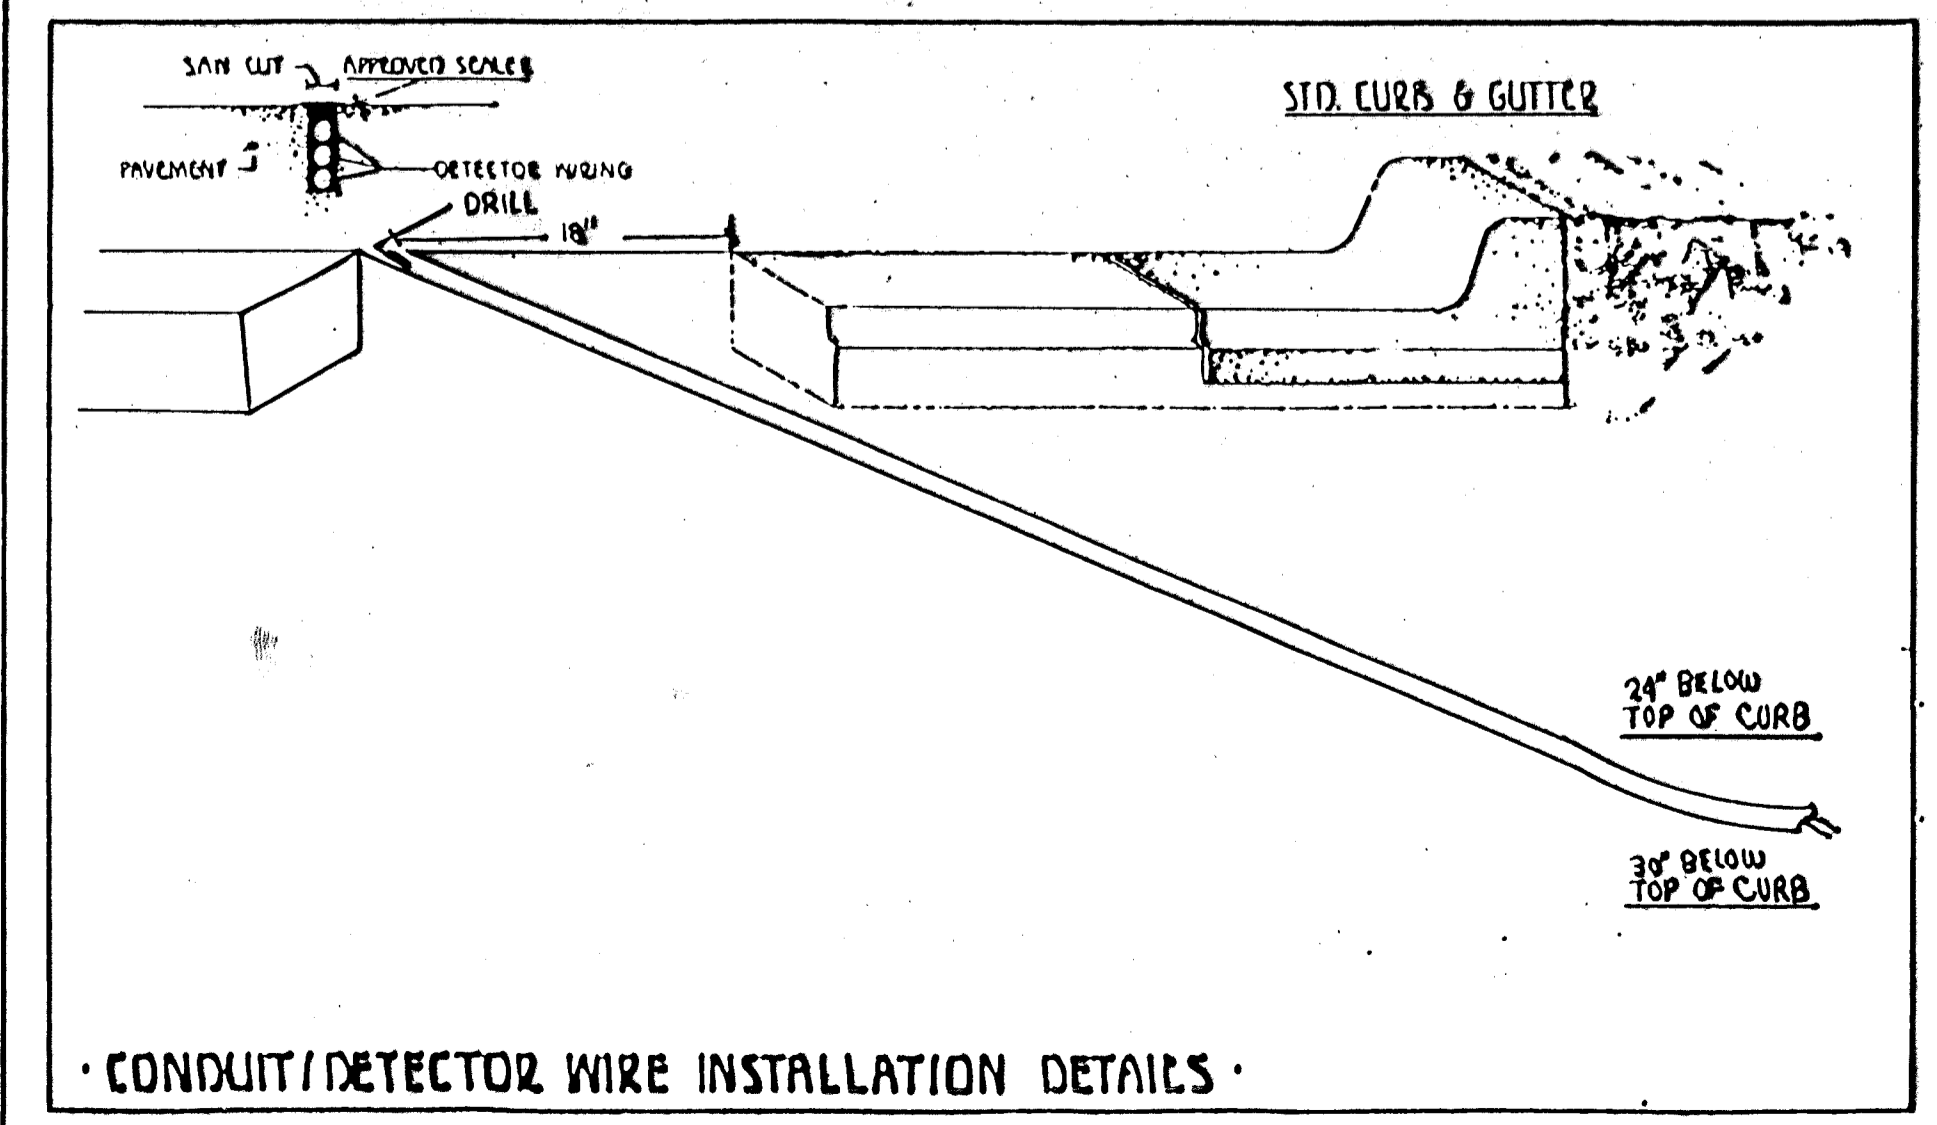 SAW CUT
APPROVED SEALER
STD. CURB & GUTTER
PAVEMENT
DETECTOR WIRING
DRILL
18"
24" BELOW
TOP OF CURB
30" BELOW
TOP OF CURB
· CONDUIT/DETECTOR WIRE INSTALLATION DETAILS ·